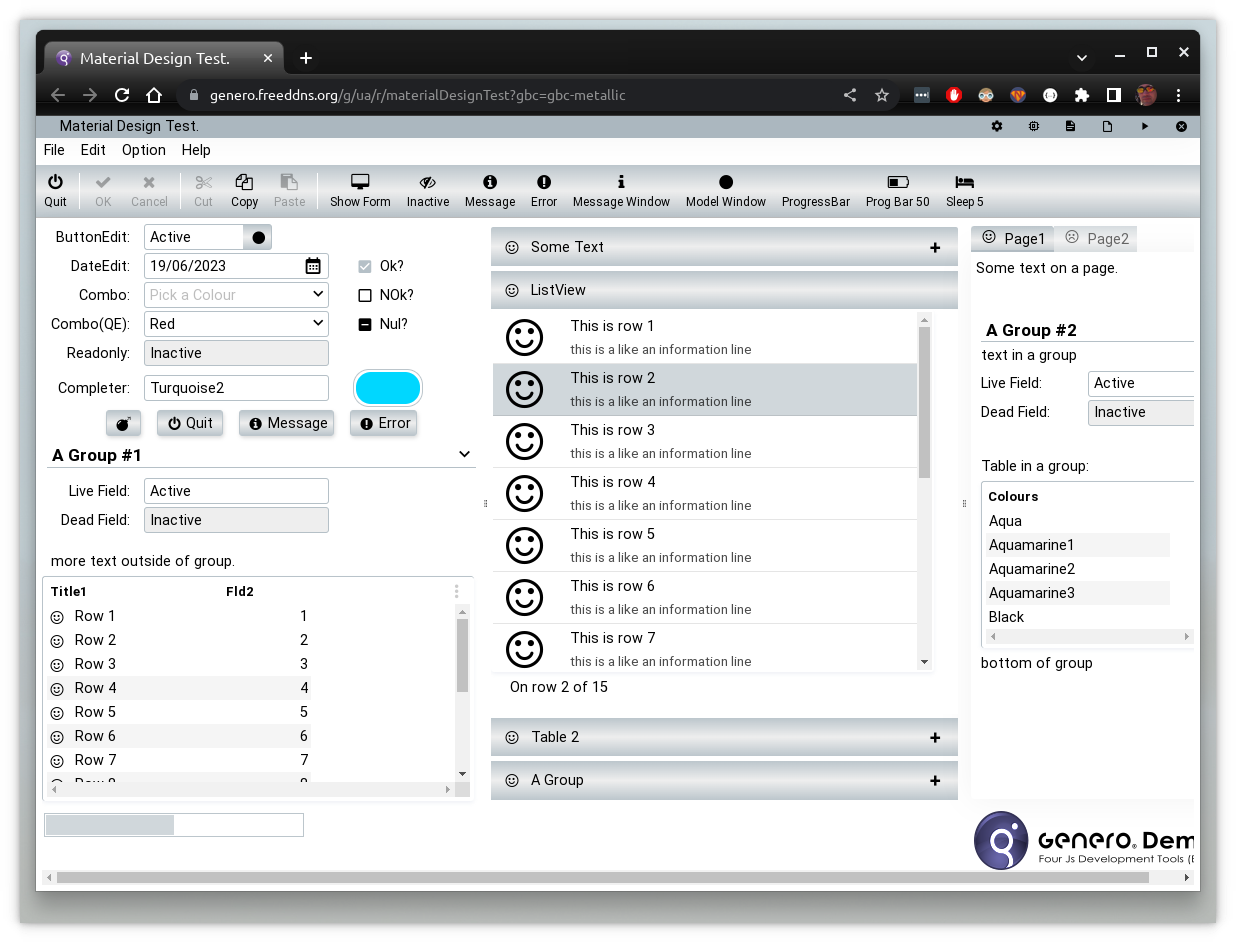 Material Design Test.
genero.freeddns.org/g/ua/r/materialDesignTest?gbc=gbc-metallic
Material Design Test.
File Edit Option Help
Quit OK Cancel Cut Copy Paste Show Form Inactive Message Error Message Window Model Window ProgressBar Prog Bar 50 Sleep 5
ButtonEdit: Active
DateEdit: 19/06/2023 Ok?
Combo: Pick a Colour NOk?
Combo(QE): Red Nul?
Readonly: Inactive
Completer: Turquoise2
Quit Message Error
A Group #1
Live Field: Active
Dead Field: Inactive
more text outside of group.
Title1 Fld2
Row 1 1
Row 2 2
Row 3 3
Row 4 4
Row 5 5
Row 6 6
Row 7 7
Some Text
ListView
This is row 1
this is a like an information line
This is row 2
this is a like an information line
This is row 3
this is a like an information line
This is row 4
this is a like an information line
This is row 5
this is a like an information line
This is row 6
this is a like an information line
This is row 7
this is a like an information line
On row 2 of 15
Table 2
A Group
Page1 Page2
Some text on a page.
A Group #2
text in a group
Live Field: Active
Dead Field: Inactive
Table in a group:
Colours
Aqua
Aquamarine1
Aquamarine2
Aquamarine3
Black
bottom of group
Genero® Dem
Four Js Development Tools (E